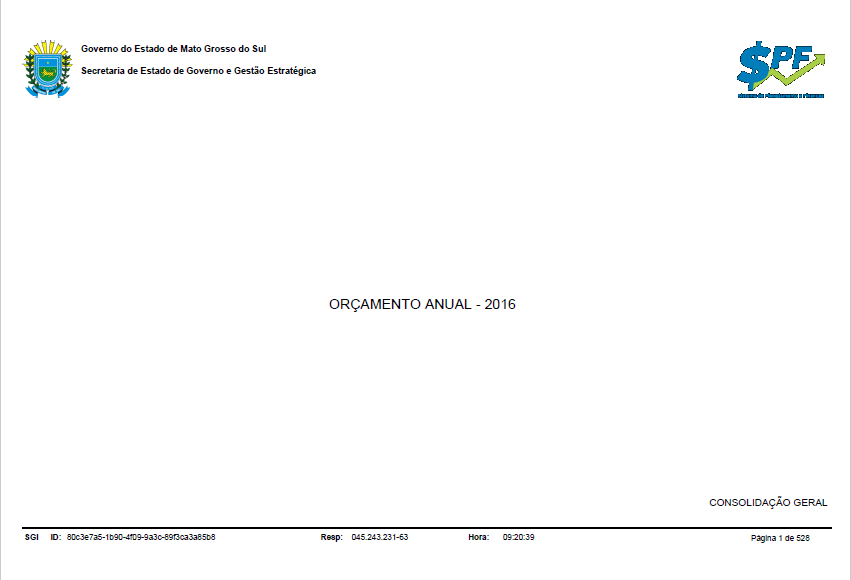 Governo do Estado de Mato Grosso do Sul
Secretaria de Estado de Governo e Gestão Estratégica
$PF
ORÇAMENTO ANUAL - 2016
CONSOLIDAÇÃO GERAL
SGI ID: 80c3e7a5-1b90-4f09-9a3c-89f3ca3a85b8 Resp: 045.243.231-63 Hora: 09:20:39 Página 1 de 528